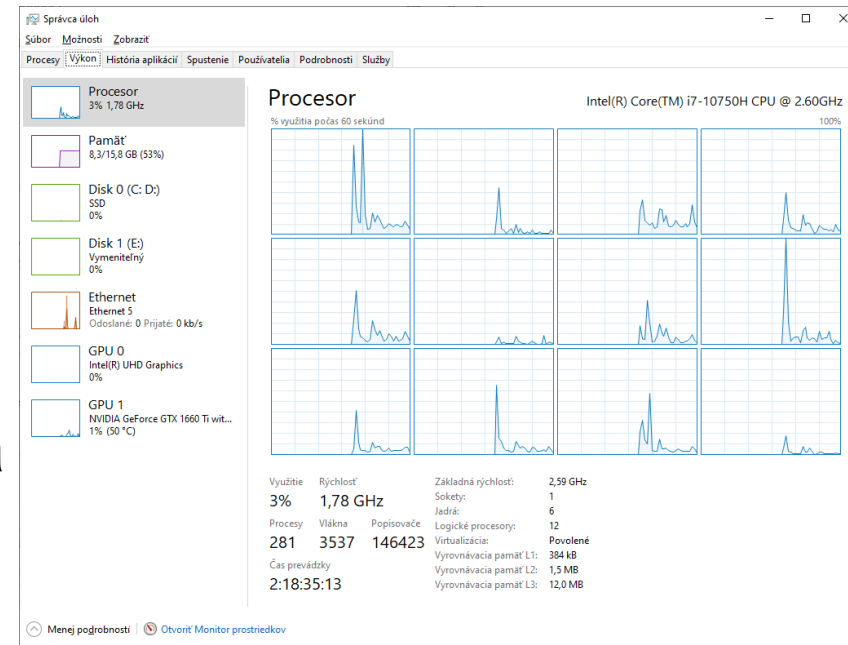 Správca úloh
Súbor Možnosti Zobraziť
Procesy Výkon História aplikácií Spustenie Používatelia Podrobnosti Služby
Procesor
3% 1,78 GHz
Pamäť
8,3/15,8 GB (53%)
Disk 0 (C: D:)
SSD
0%
Disk 1 (E:)
Vymeniteľný
0%
Ethernet
Ethernet 5
Odoslané: 0 Prijaté: 0 kb/s
GPU 0
Intel(R) UHD Graphics
0%
GPU 1
NVIDIA GeForce GTX 1660 Ti wit...
1% (50 °C)
Procesor Intel(R) Core(TM) i7-10750H CPU @ 2.60GHz
% využitia počas 60 sekúnd 100%
Využitie Rýchlosť
3% 1,78 GHz
Procesy Vlákna Popisovače
281 3537 146423
Čas prevádzky
2:18:35:13
Základná rýchlosť: 2,59 GHz
Sokety: 1
Jadrá: 6
Logické procesory: 12
Virtualizácia: Povolené
Vyrovnávacia pamäť L1: 384 kB
Vyrovnávacia pamäť L2: 1,5 MB
Vyrovnávacia pamäť L3: 12,0 MB
Menej podrobností Otvoriť Monitor prostriedkov